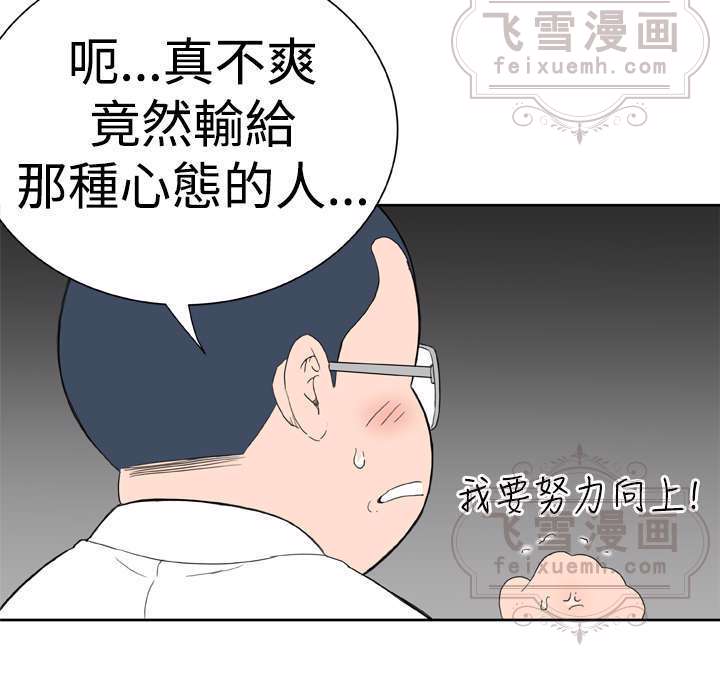 呃...真不爽
竟然輸給
那種心態的人...
飞雪漫画
feixuemh.com
我要努力向上!
飞雪漫画
feixuemh.com